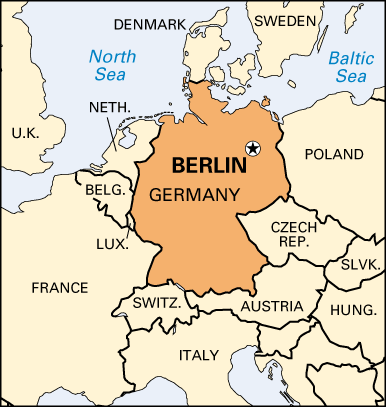 DENMARK
SWEDEN
North
Sea
Baltic
Sea
NETH.
U.K.
BERLIN
POLAND
BELG.
GERMANY
LUX.
CZECH
REP.
SLVK.
FRANCE
SWITZ.
AUSTRIA
HUNG.
ITALY